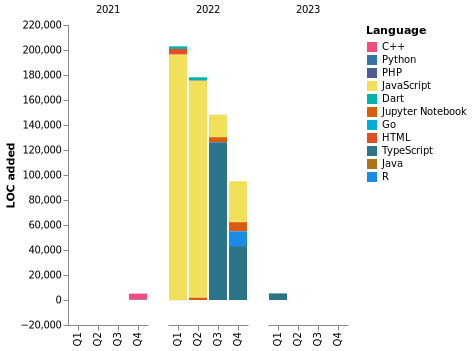 2021 2022 2023
220,000
200,000
180,000
160,000
140,000
120,000
100,000
80,000
60,000
40,000
20,000
0
−20,000
LOC added
Q1 Q2 Q3 Q4 Q1 Q2 Q3 Q4 Q1 Q2 Q3 Q4
Language
C++
Python
PHP
JavaScript
Dart
Jupyter Notebook
Go
HTML
TypeScript
Java
R